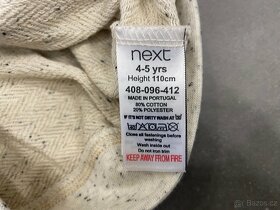 next
4-5 yrs
Height 110cm
408-096-412
MADE IN PORTUGAL
80% COTTON
20% POLYESTER
IF IT'S NOT DIRTY WASH AT 30
Close all fastenings before
washing
Wash inside out
Do not iron trim
KEEP AWAY FROM FIRE
Bazoš.cz